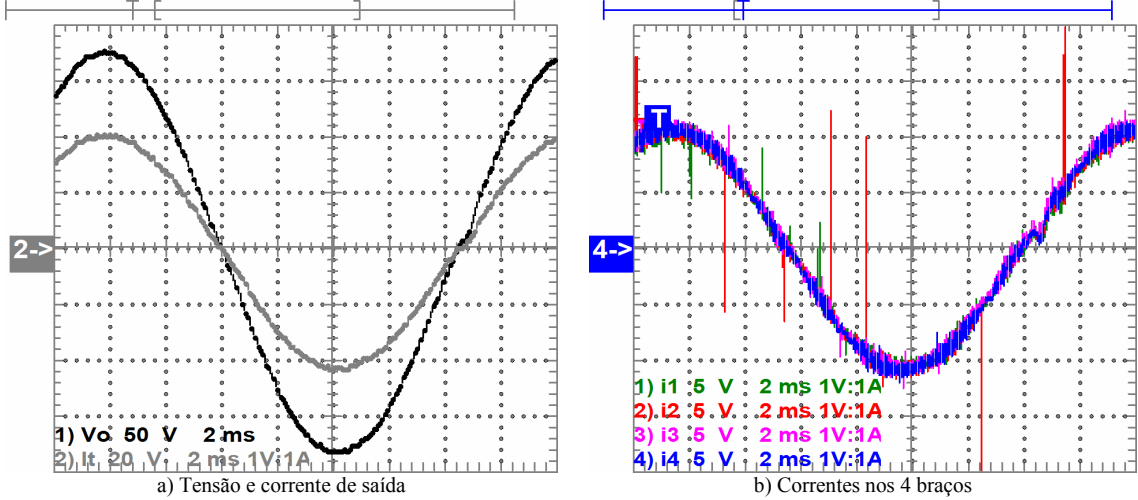 T
2->
4->
1) Vo 50 V 2 ms
2) It 20 V 2 ms 1V:1A
1) i1 5 V 2 ms 1V:1A
2) i2 5 V 2 ms 1V:1A
3) i3 5 V 2 ms 1V:1A
4) i4 5 V 2 ms 1V:1A
a) Tensão e corrente de saída
b) Correntes nos 4 braços